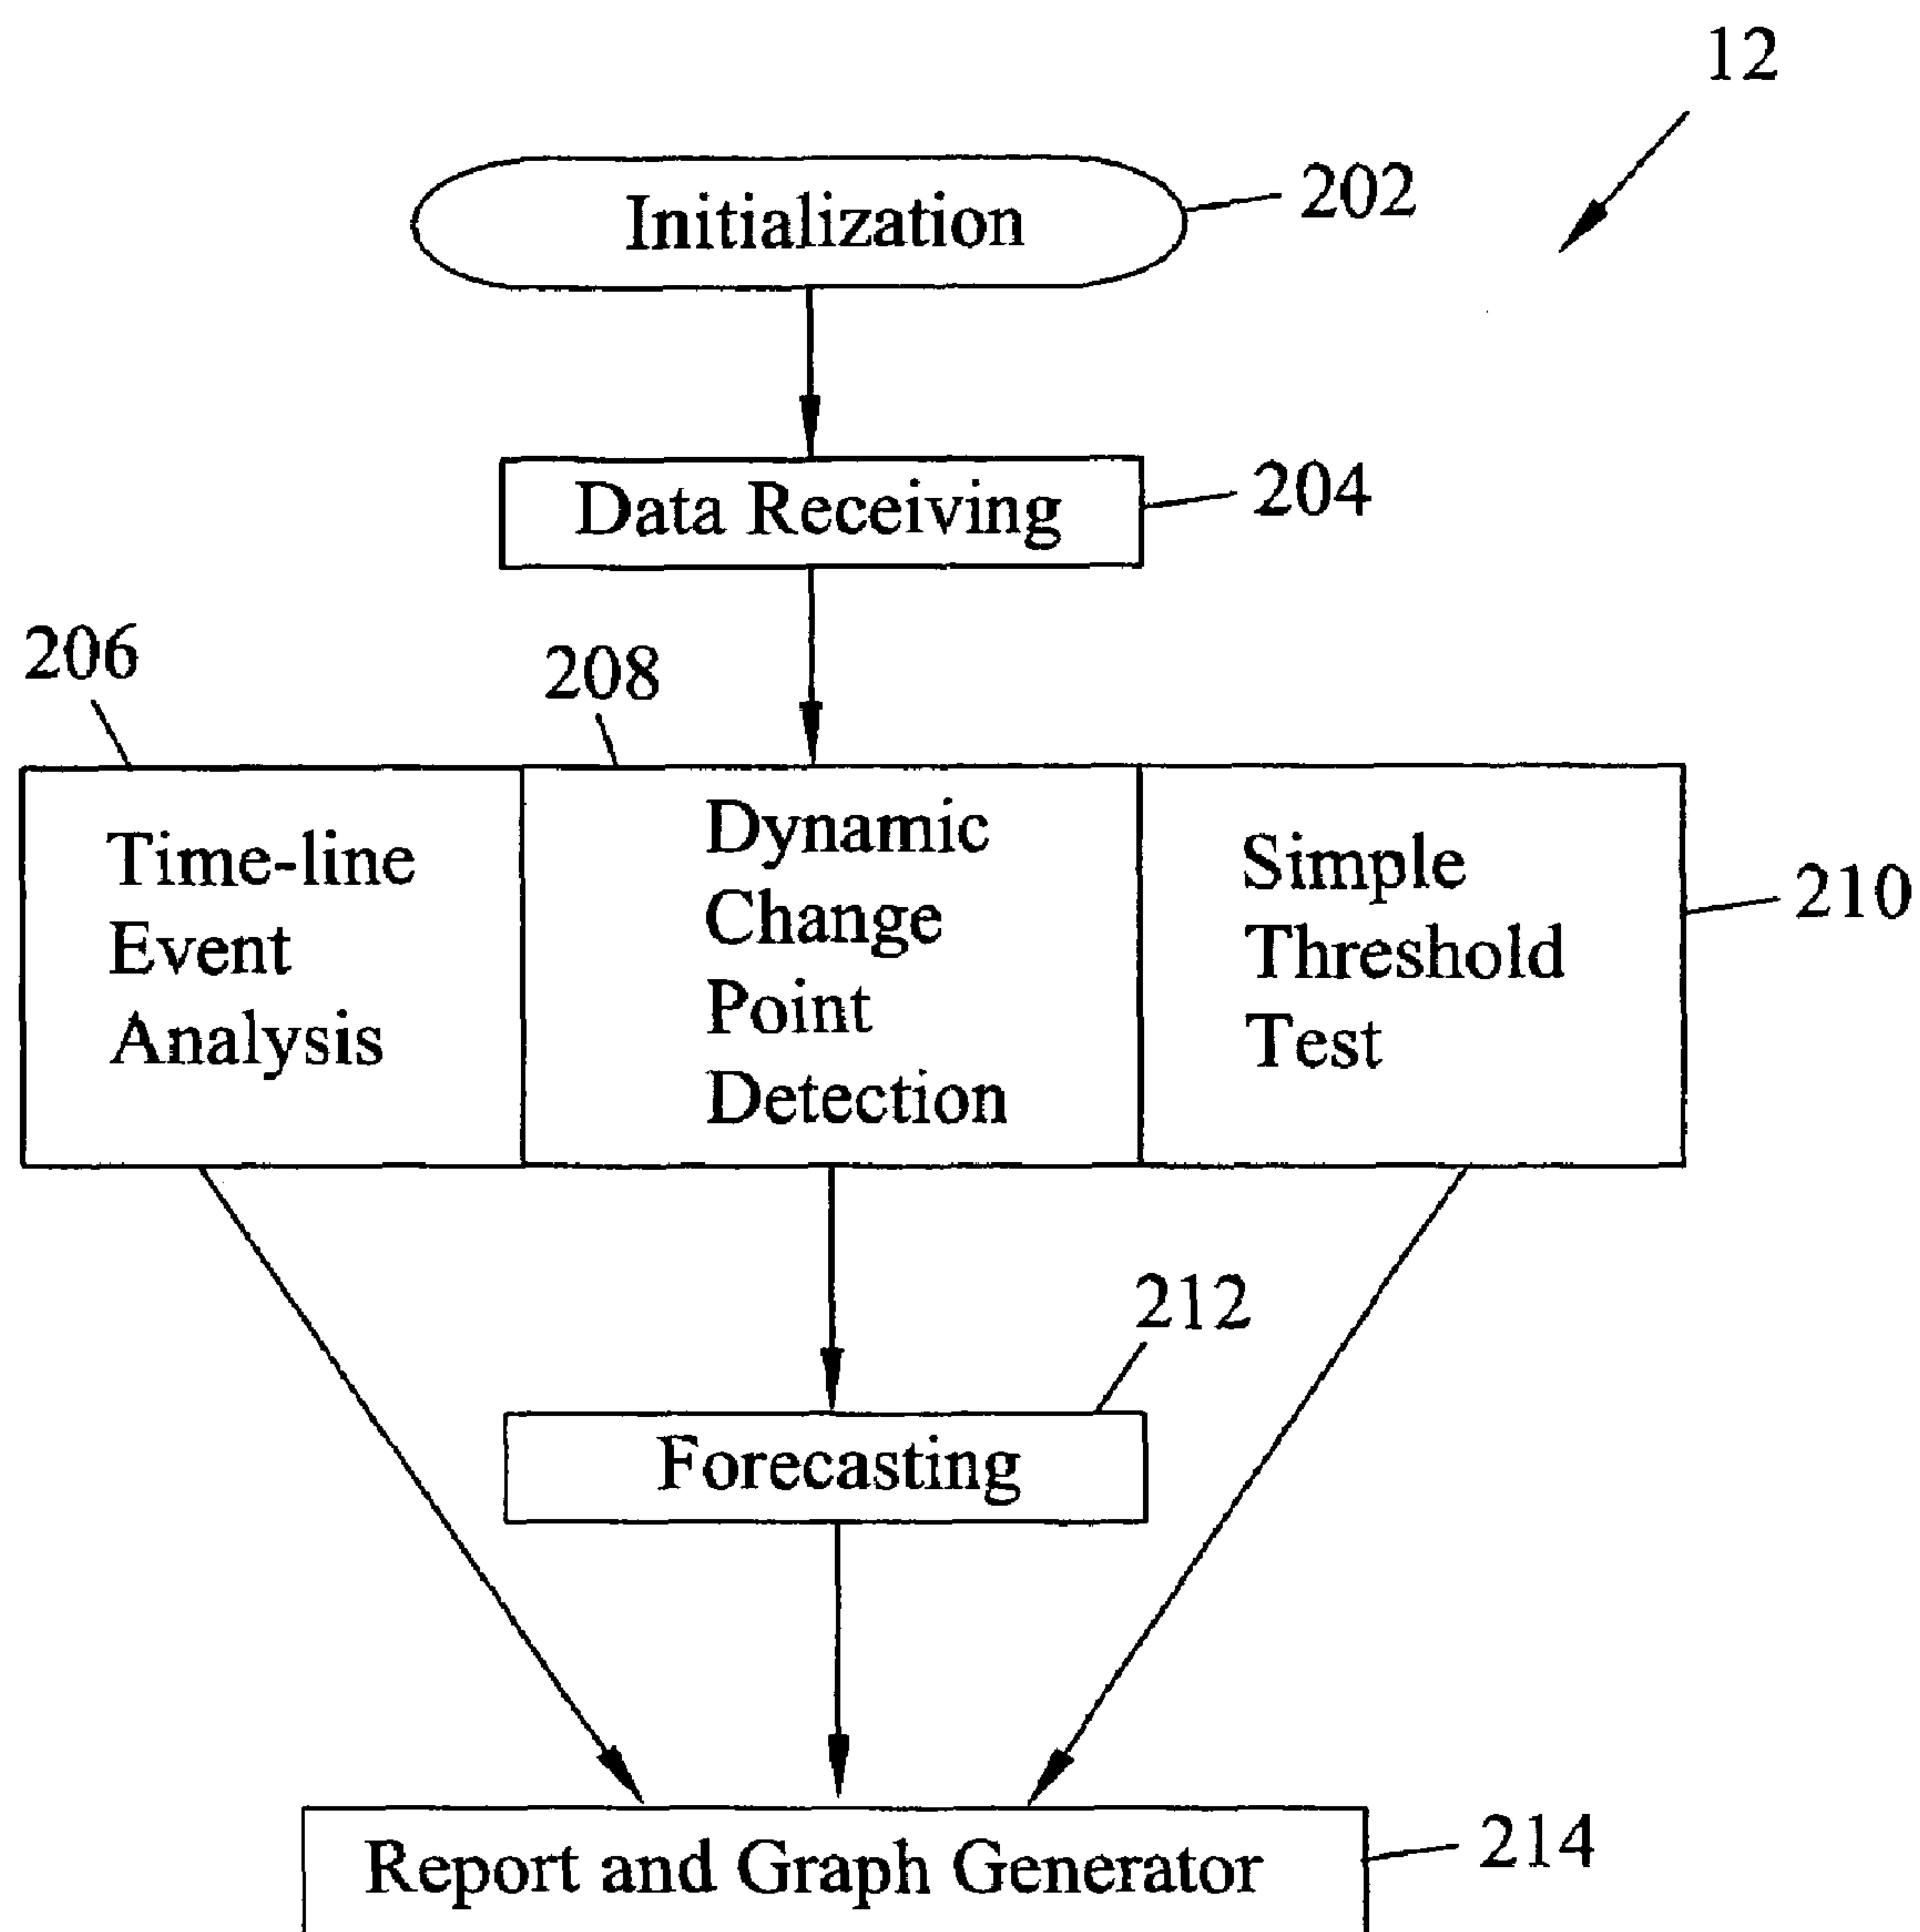 12
Initialization
202
Data Receiving
204
206
208
Time-line
Event
Analysis
Dynamic
Change
Point
Detection
Simple
Threshold
Test
210
212
Forecasting
Report and Graph Generator
214